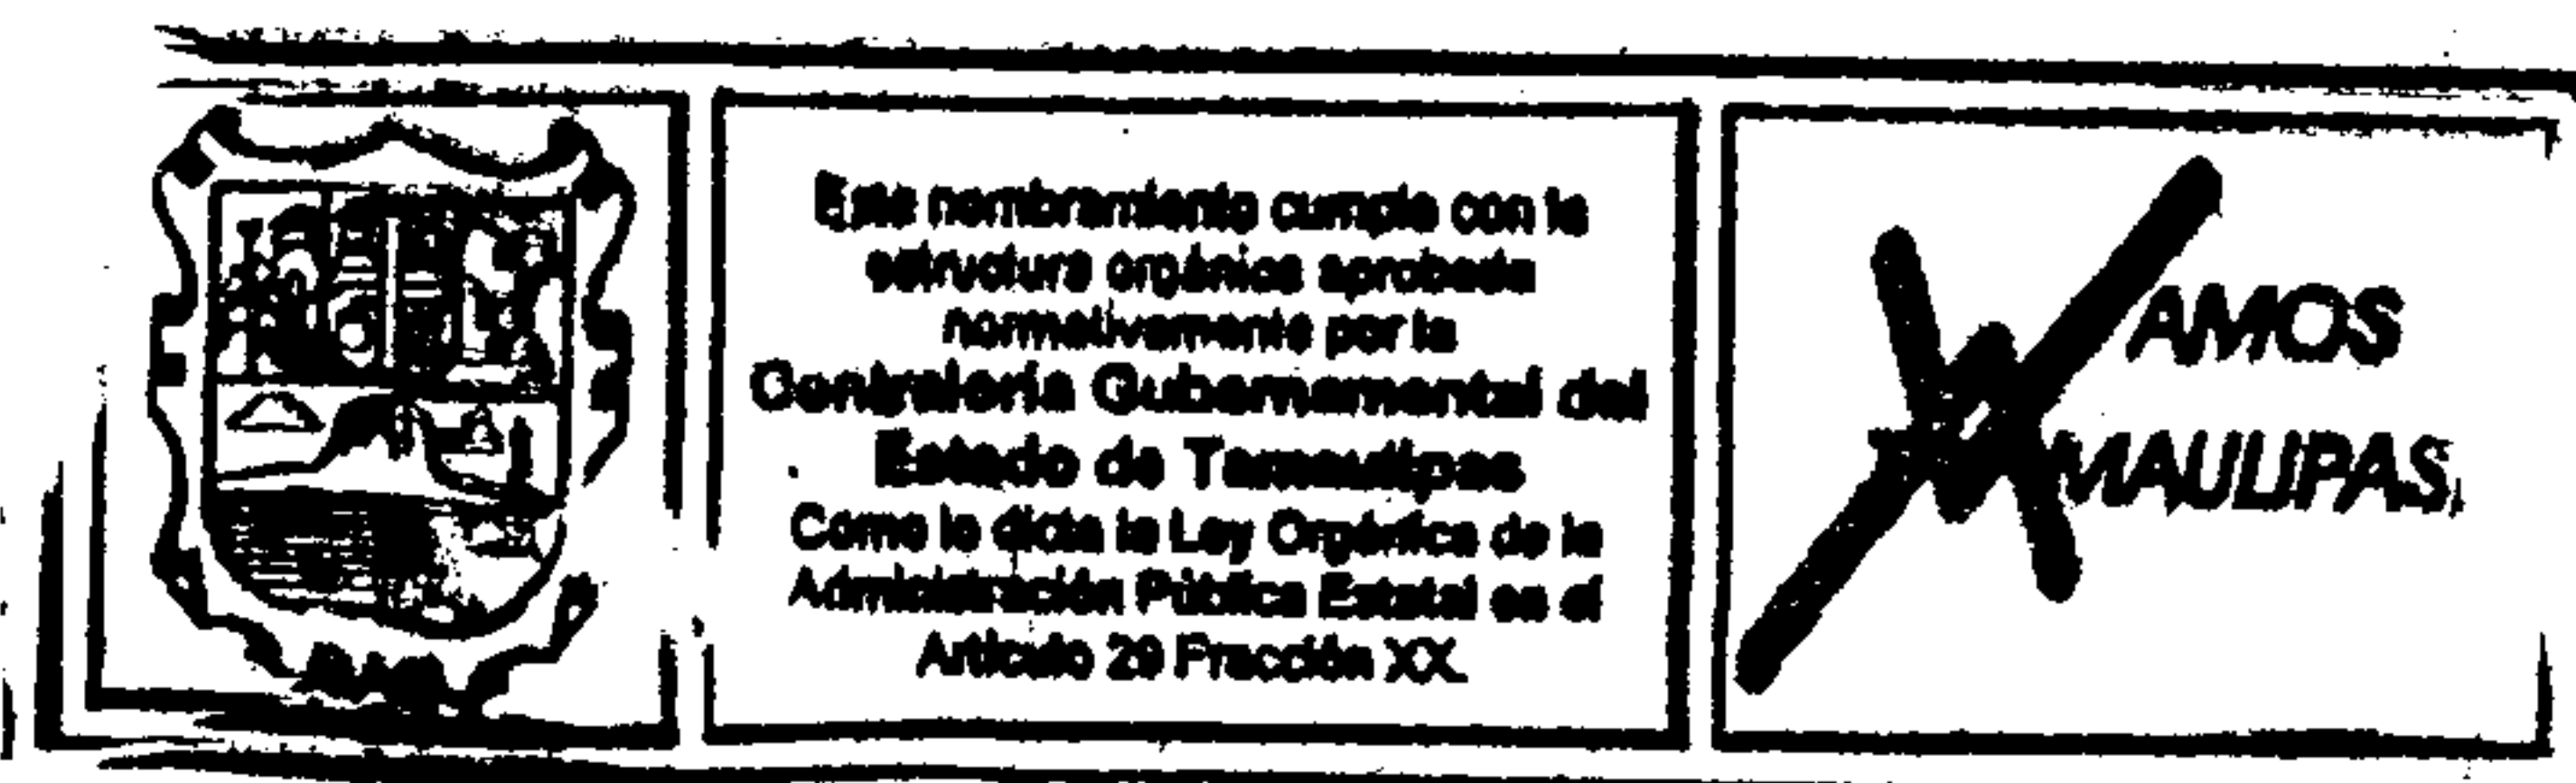 Este nombramiento cumple con la
estructura orgánica aprobada
normativamente por la
Contraloría Gubernamental del
Estado de Tamaulipas
Como lo dicta la Ley Orgánica de la
Administración Pública Estatal en el
Artículo 29 Fracción XX.
VAMOS
TAMAULIPAS